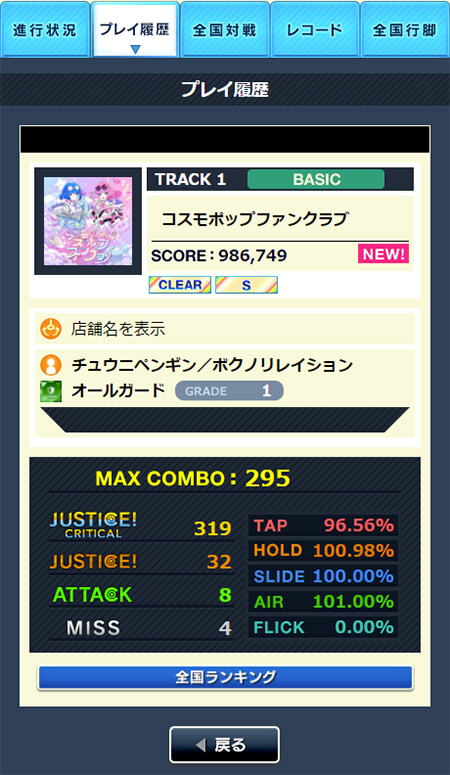 進行状況 プレイ履歴 全国対戦 レコード 全国行脚
プレイ履歴
TRACK 1 BASIC
コスモポップファンクラブ
SCORE：986,749 NEW!
CLEAR S
店舗名を表示
チュウニペンギン／ボクノリレイション
オールガード GRADE 1
MAX COMBO：295
JUSTICE! CRITICAL 319
JUSTICE! 32
ATTACK 8
MISS 4
TAP 96.56%
HOLD 100.98%
SLIDE 100.00%
AIR 101.00%
FLICK 0.00%
全国ランキング
戻る